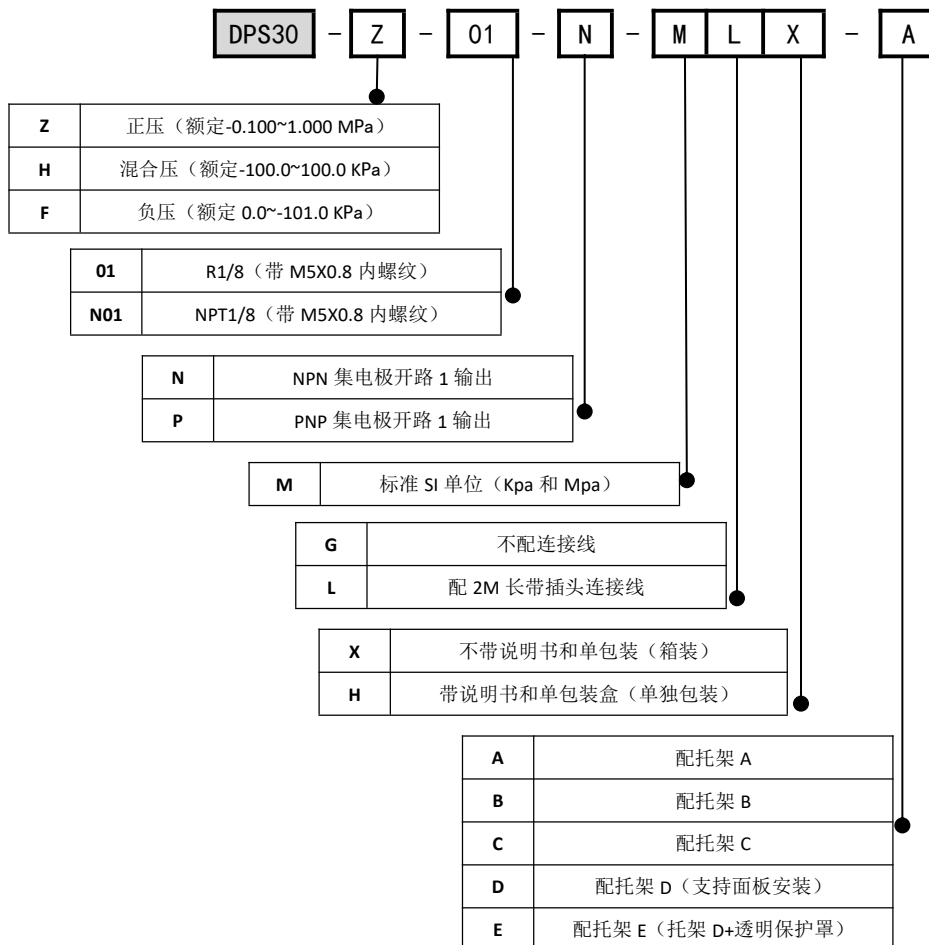 DPS30 - Z - 01 - N - M L X - A
Z 正压（额定-0.100~1.000 MPa）
H 混合压（额定-100.0~100.0 KPa）
F 负压（额定 0.0~-101.0 KPa）
01 R1/8（带 M5X0.8 内螺纹）
N01 NPT1/8（带 M5X0.8 内螺纹）
N NPN 集电极开路 1 输出
P PNP 集电极开路 1 输出
M 标准 SI 单位（Kpa 和 Mpa）
G 不配连接线
L 配 2M 长带插头连接线
X 不带说明书和单包装（箱装）
H 带说明书和单包装盒（单独包装）
A 配托架 A
B 配托架 B
C 配托架 C
D 配托架 D（支持面板安装）
E 配托架 E（托架 D+透明保护罩）